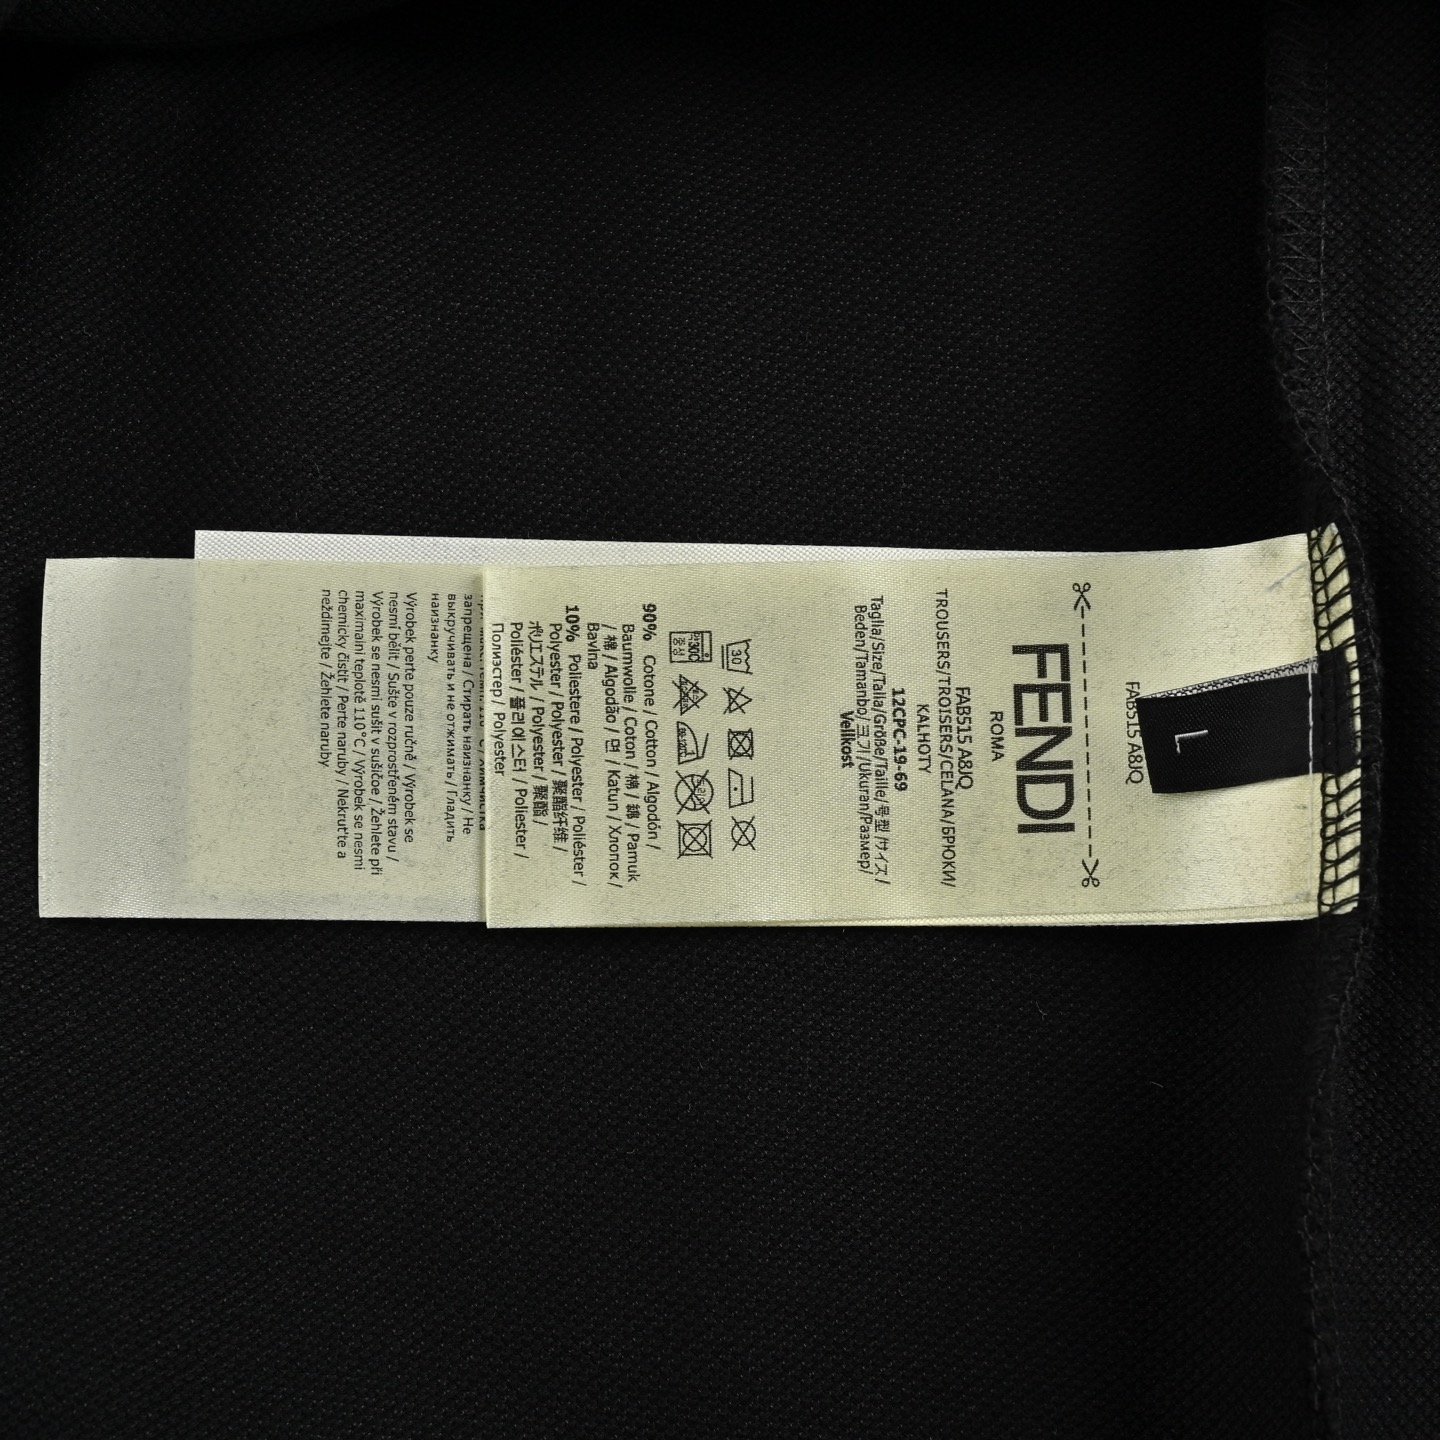 L
FAB515 A8JQ
FENDI
ROMA
FAB515 A8JQ
TROUSERS/TROISERS/CELANA/БРЮКИ/
KALHOTY
12CPC-19-69
Taglia/Size/Talla/Größe/Taille/号型/サイズ/
Beden/Tamanho/크기/Ukuran/Размер/
Velikost
30
90% Cotone / Cotton / Algodón /
Baumwolle / Coton / 棉 / 綿 / Pamuk
/ 棉 / Algodão / 면 / Katun / Хлопок /
Bavlna
10% Poliestere / Polyester / Poliéster /
Polyester / Polyester / 聚酯纤维 /
ポリエステル / Polyester / 聚酯 /
Poliéster / 폴리에스터 / Poliester /
Полиэстер / Polyester
запрещена / Стирать наизнанку / Не
выкручивать и не отжимать / Гладить
наизнанку
Výrobek perte pouze ručně / Výrobek se
nesmí bělit / Sušte v rozprostřeném stavu /
Výrobek se nesmí sušit v sušičce / Žehlete při
maximální teplotě 110°C / Výrobek se nesmí
chemicky čistit / Perte naruby / Nekruťte a
neždímejte / Žehlete naruby